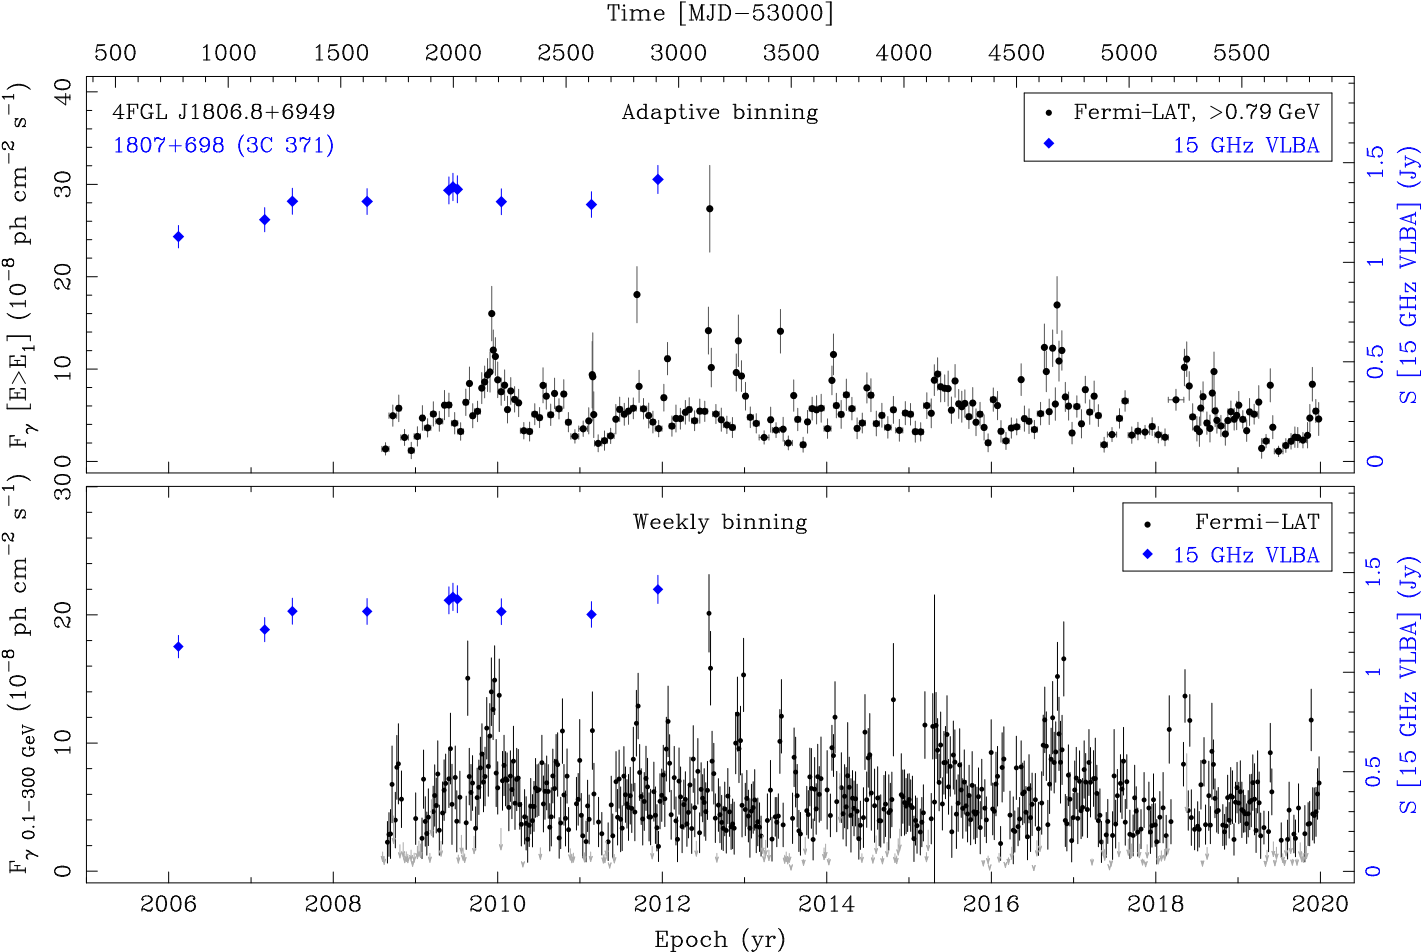 Time [MJD−53000]
500 1000 1500 2000 2500 3000 3500 4000 4500 5000 5500
4FGL J1806.8+6949
1807+698 (3C 371)
Adaptive binning
Fermi−LAT, >0.79 GeV
15 GHz VLBA
F_γ [E>E_1] (10^−8 ph cm^−2 s^−1)
0 10 20 30 40
S [15 GHz VLBA] (Jy)
0 0.5 1 1.5
Weekly binning
Fermi−LAT
15 GHz VLBA
F_γ 0.1−300 GeV (10^−8 ph cm^−2 s^−1)
0 10 20 30
S [15 GHz VLBA] (Jy)
0 0.5 1 1.5
2006 2008 2010 2012 2014 2016 2018 2020
Epoch (yr)